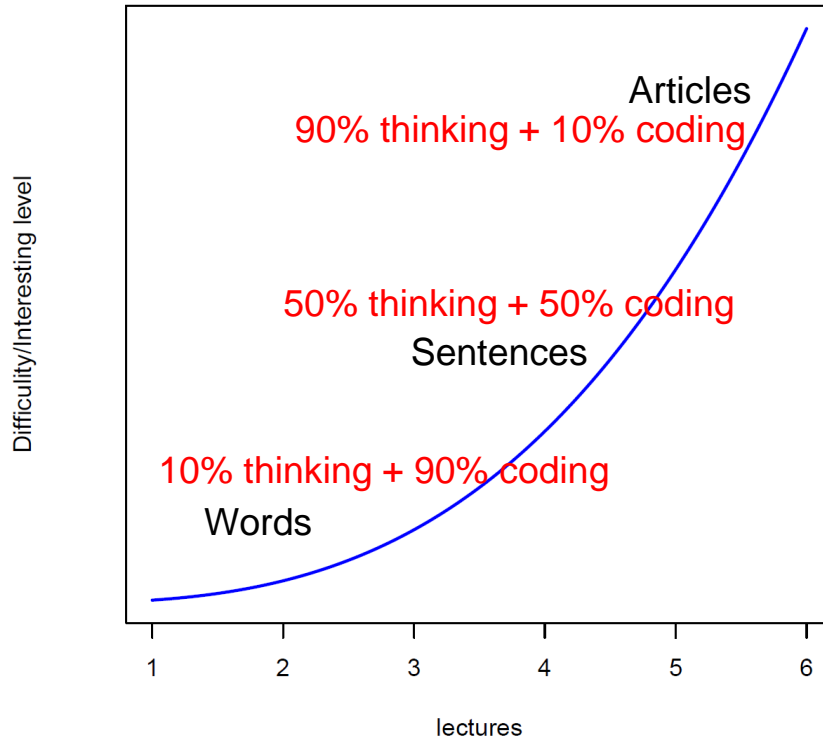 Articles
90% thinking + 10% coding
50% thinking + 50% coding
Sentences
10% thinking + 90% coding
Words
Difficulity/Interesting level
1 2 3 4 5 6
lectures